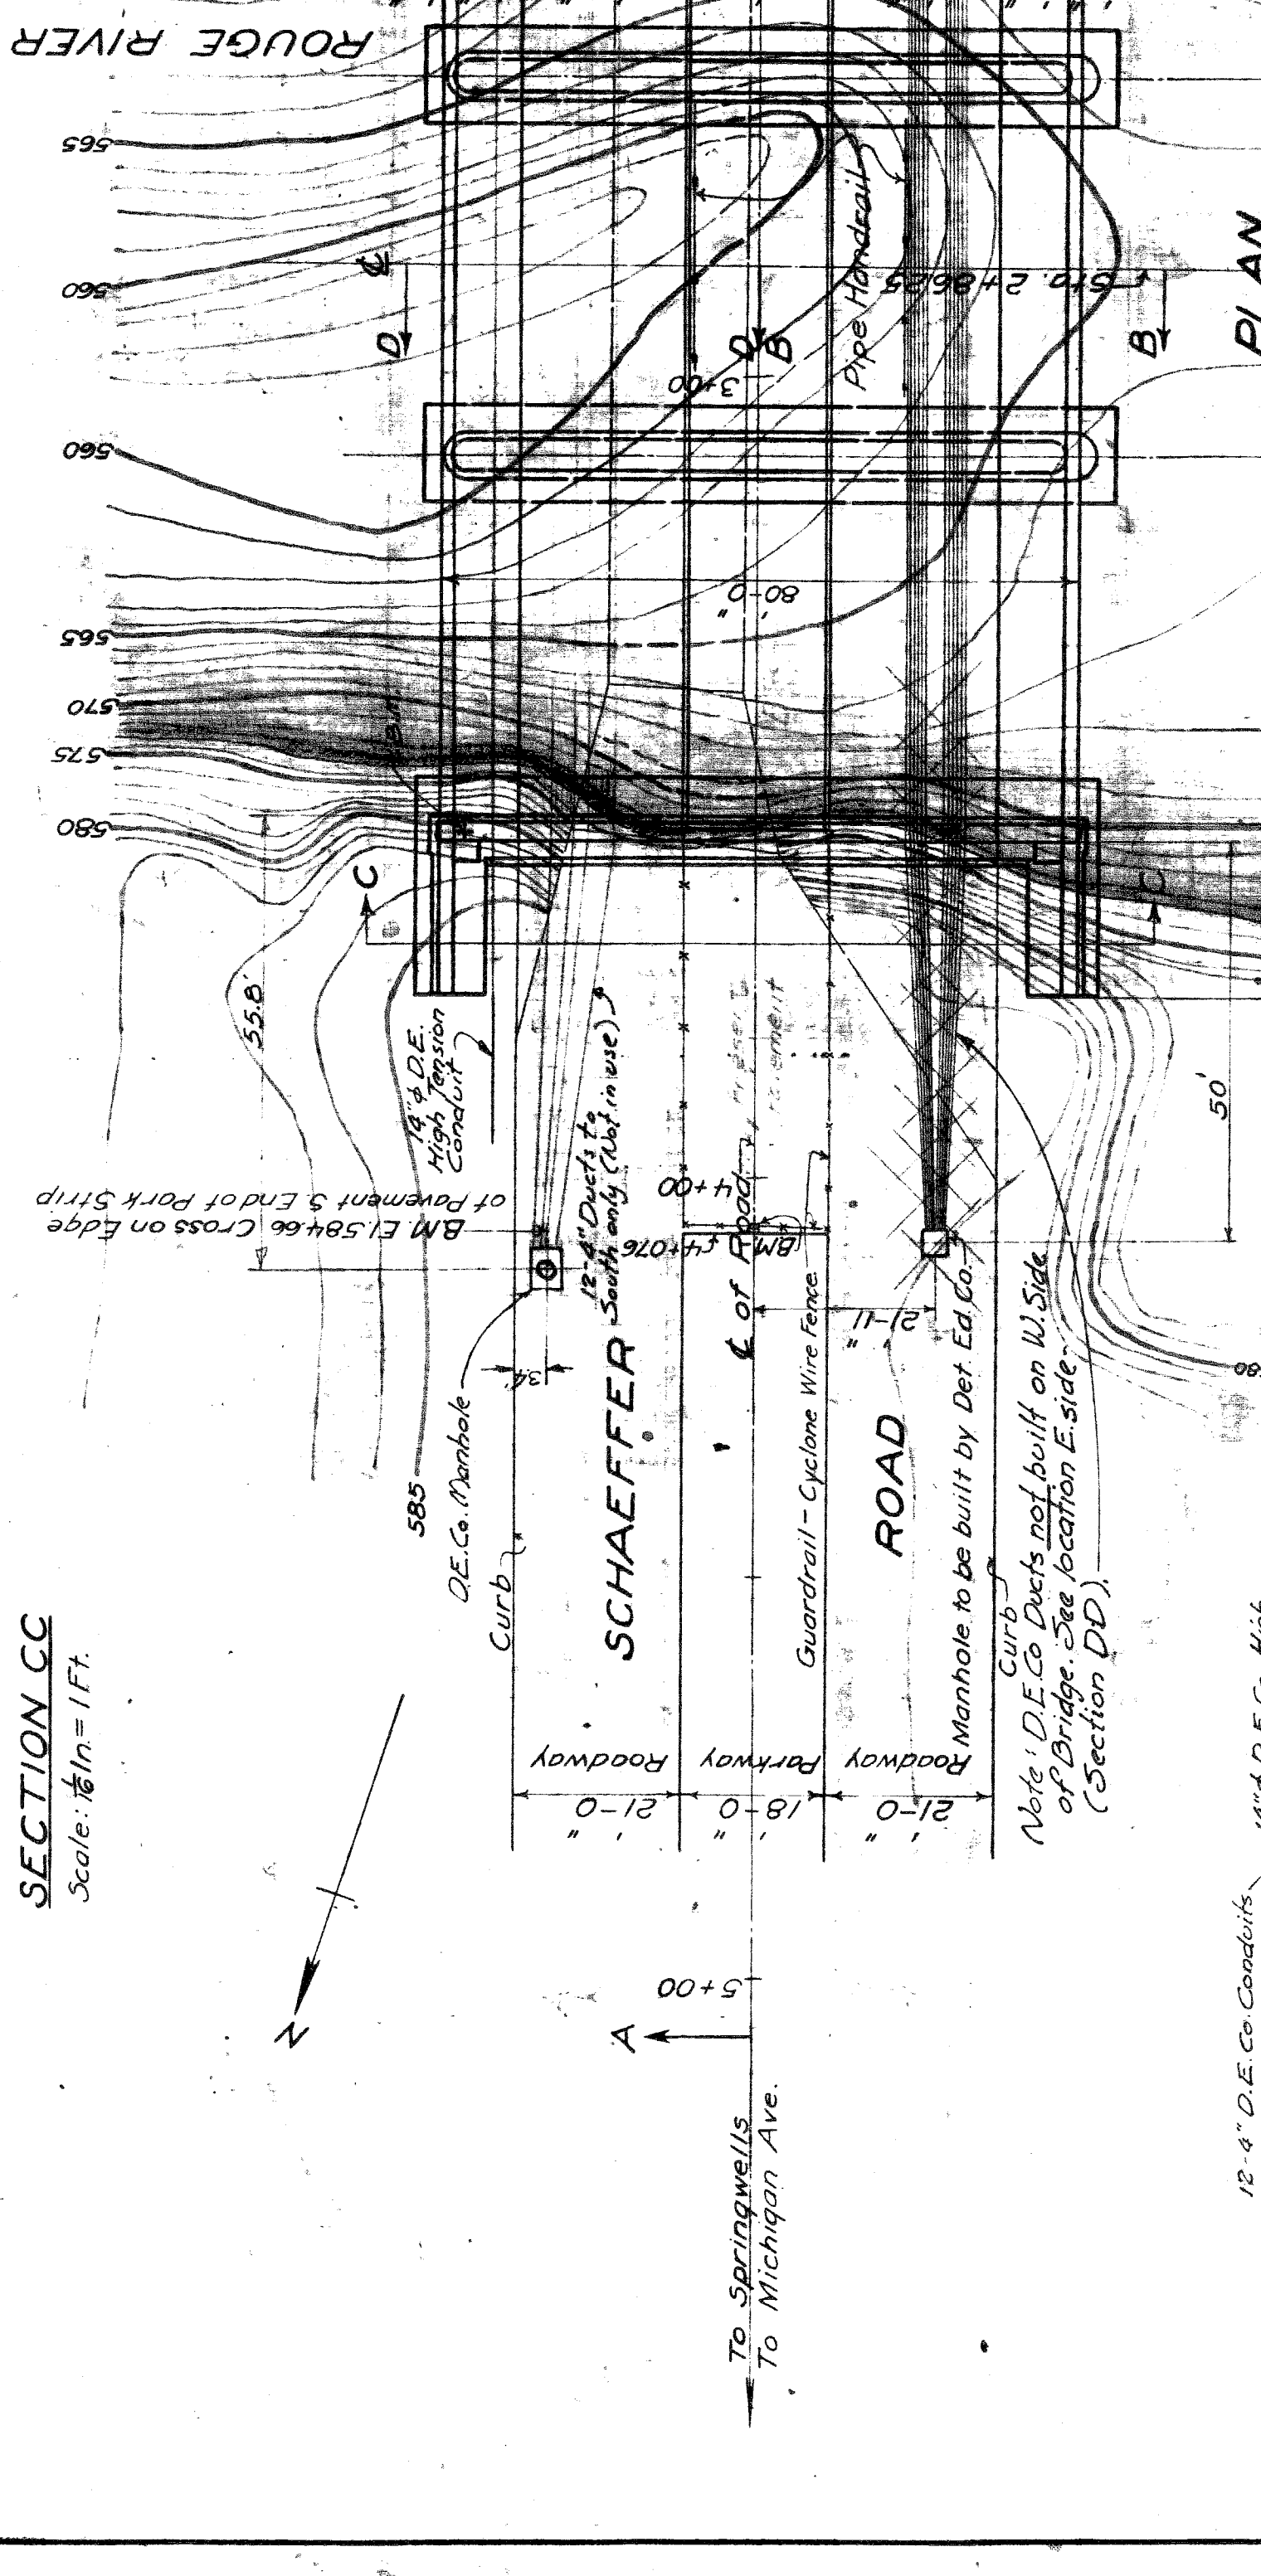 ROUGE RIVER
565
560
560
565
570
575
580
D
D
B
B
Pipe Handrail
Sta. 2+86.25
PLAN
3+00
80'-0"
C
C
55.8'
14" φ D.E.
High Tension
Conduit
B.M. El. 584.66 Cross on Edge
of Pavement S. End of Park Strip
12-4" Ducts to
South only (Not in use)
4+00
4+076
BM
℄ of Road
21'-11"
50'
3.4'
585
D.E. Co. Manhole
Curb
SCHAEFFER
ROAD
Guardrail - Cyclone Wire Fence
Manhole to be built by Det. Ed. Co.
Curb
Note: D.E. Co Ducts not built on W. Side
of Bridge. See location E. side
(Section DD).
80
Roadway
21'-0"
Parkway
18'-0"
Roadway
21'-0"
SECTION CC
Scale: 1/16 In. = 1 Ft.
N
5+00
A
To Springwells
To Michigan Ave.
12-4" D.E. Co. Conduits